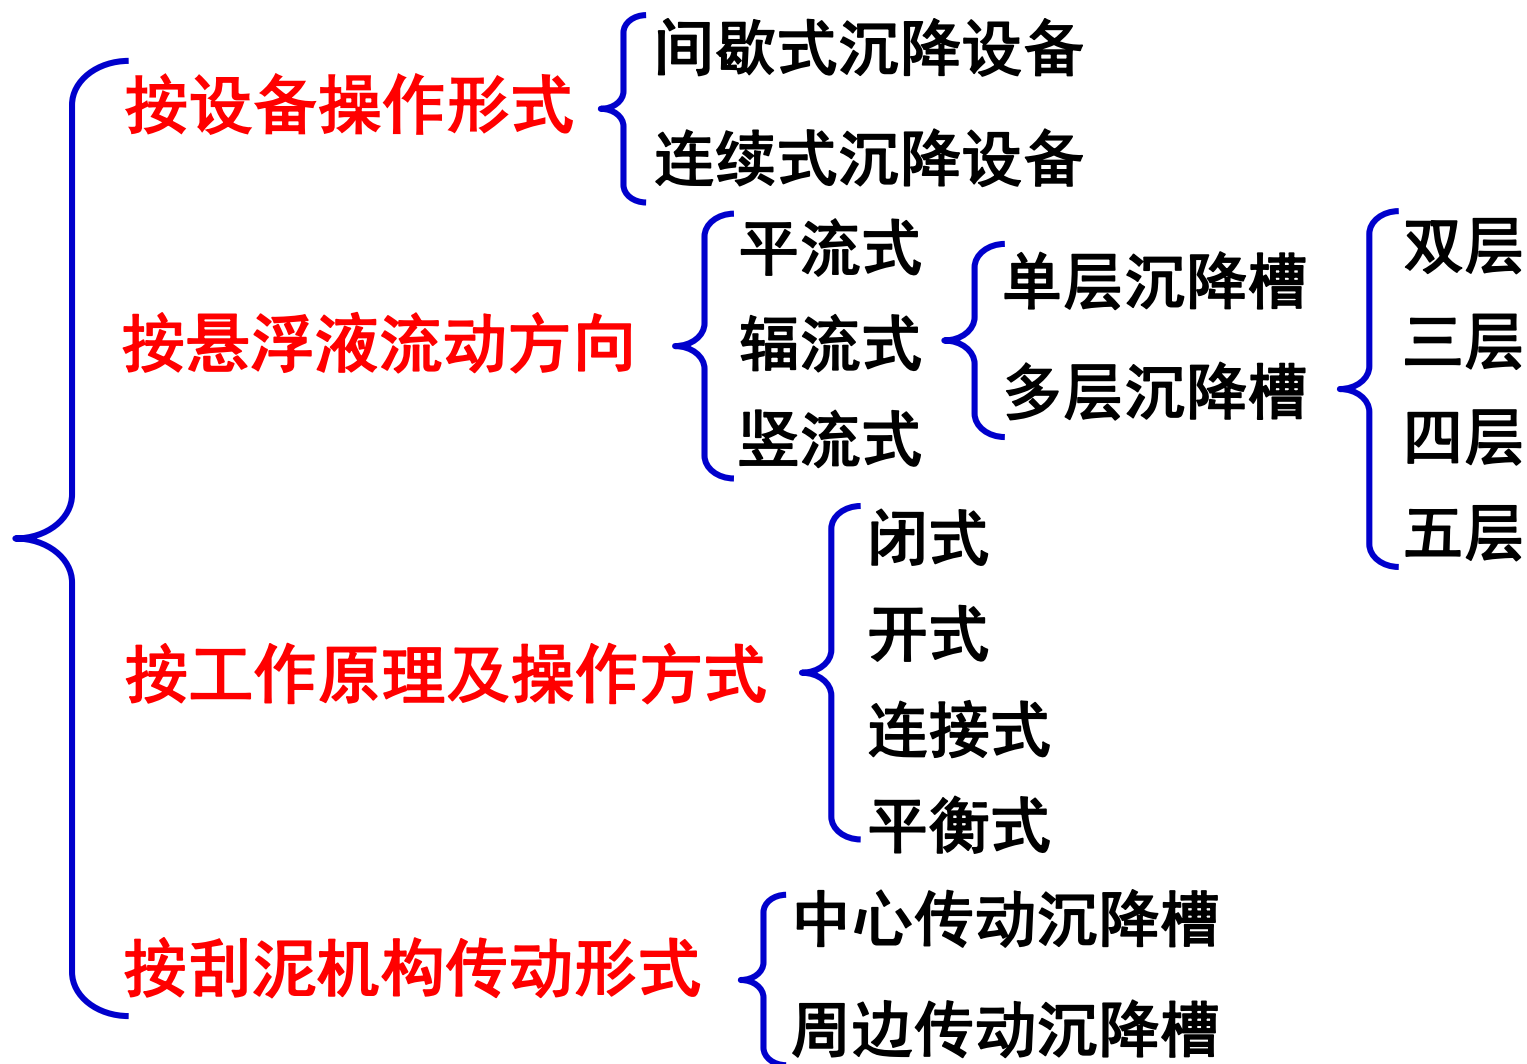 按设备操作形式
间歇式沉降设备
连续式沉降设备
按悬浮液流动方向
平流式
辐流式
竖流式
单层沉降槽
多层沉降槽
双层
三层
四层
五层
按工作原理及操作方式
闭式
开式
连接式
平衡式
按刮泥机构传动形式
中心传动沉降槽
周边传动沉降槽